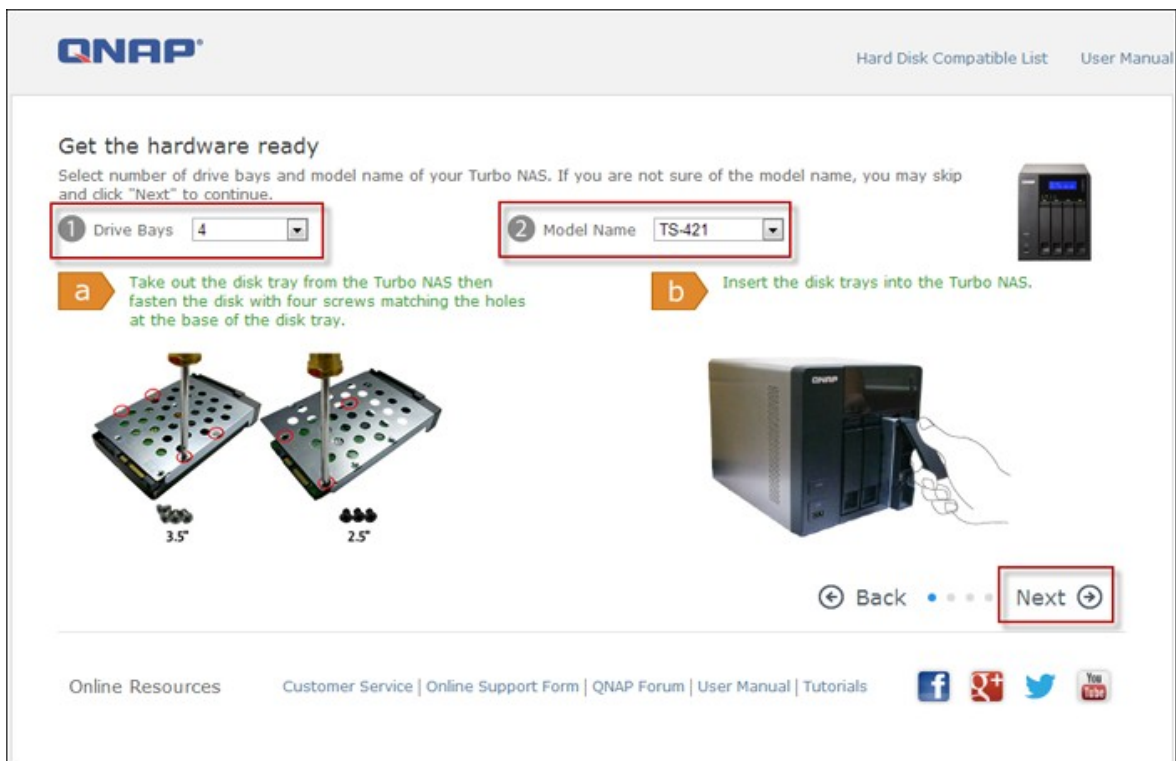 QNAP
Hard Disk Compatible List User Manual
Get the hardware ready
Select number of drive bays and model name of your Turbo NAS. If you are not sure of the model name, you may skip
and click "Next" to continue.
1 Drive Bays 4
2 Model Name TS-421
a
Take out the disk tray from the Turbo NAS then
fasten the disk with four screws matching the holes
at the base of the disk tray.
b
Insert the disk trays into the Turbo NAS.
QNAP
3.5"
2.5"
Back Next
Online Resources
Customer Service | Online Support Form | QNAP Forum | User Manual | Tutorials
f
g+
You
Tube